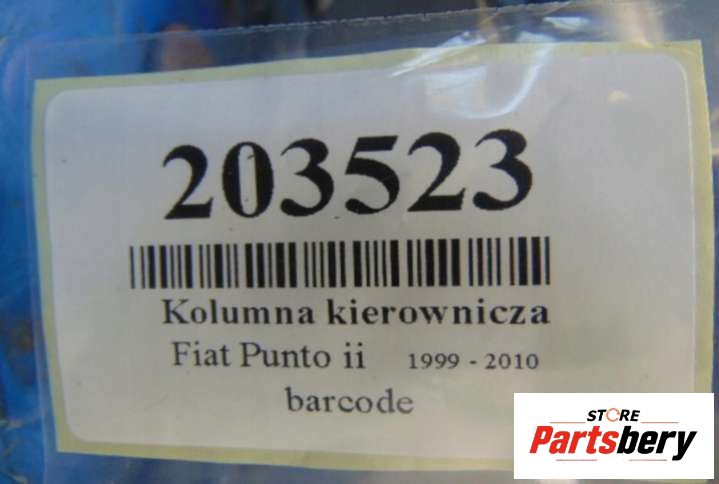 203523
Kolumna kierownicza
Fiat Punto ii 1999 - 2010
barcode
STORE
Partsbery